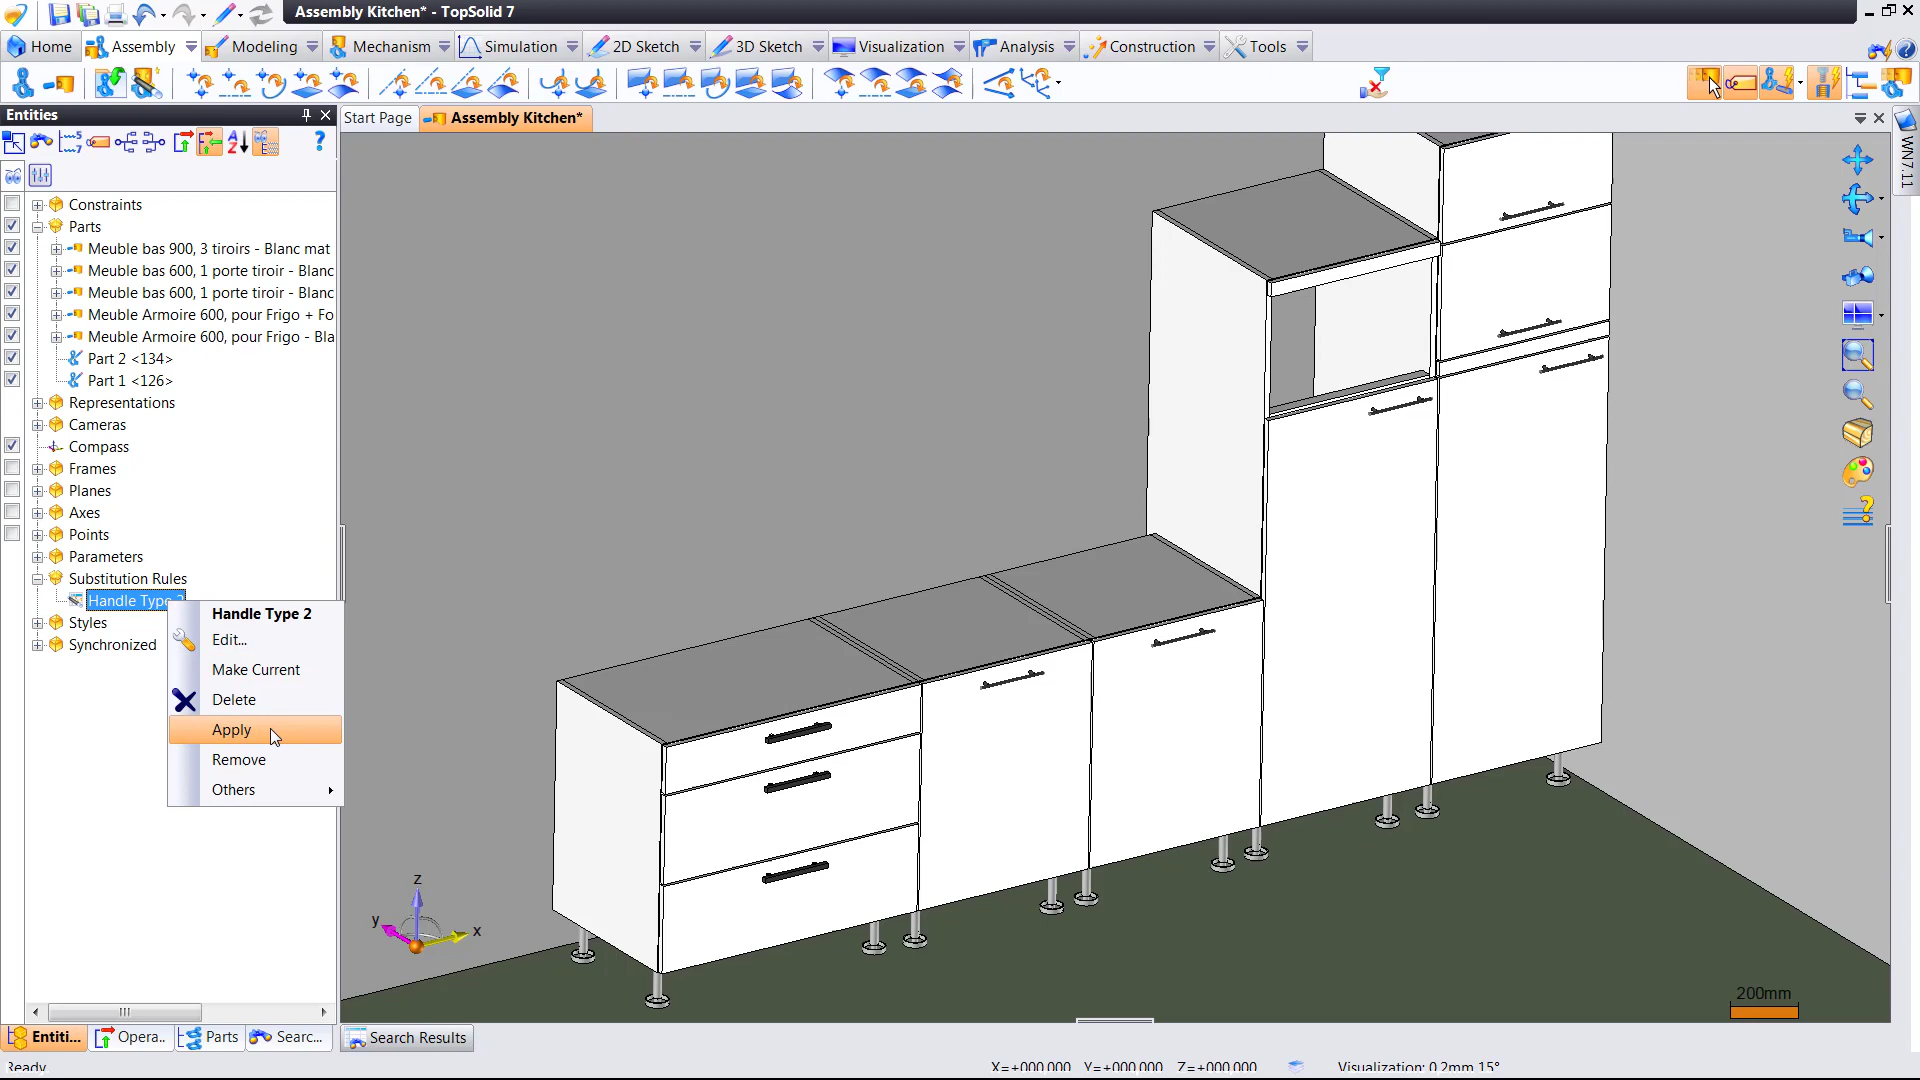 Assembly Kitchen* - TopSolid 7
Home
Assembly
Modeling
Mechanism
Simulation
2D Sketch
3D Sketch
Visualization
Analysis
Construction
Tools
Entities
Start Page
Assembly Kitchen*
WN7.11
Constraints
Parts
Meuble bas 900, 3 tiroirs - Blanc mat
Meuble bas 600, 1 porte tiroir - Blanc
Meuble bas 600, 1 porte tiroir - Blanc
Meuble Armoire 600, pour Frigo + Fo
Meuble Armoire 600, pour Frigo - Bla
Part 2 <134>
Part 1 <126>
Representations
Cameras
Compass
Frames
Planes
Axes
Points
Parameters
Substitution Rules
Handle Type 2
Styles
Synchronized
Handle Type 2
Edit...
Make Current
Delete
Apply
Remove
Others
z
y
x
200mm
Entiti...
Opera..
Parts
Searc...
Search Results
Ready
X=+000,000 Y=+000,000 Z=+000,000
Visualization: 0,2mm 15°